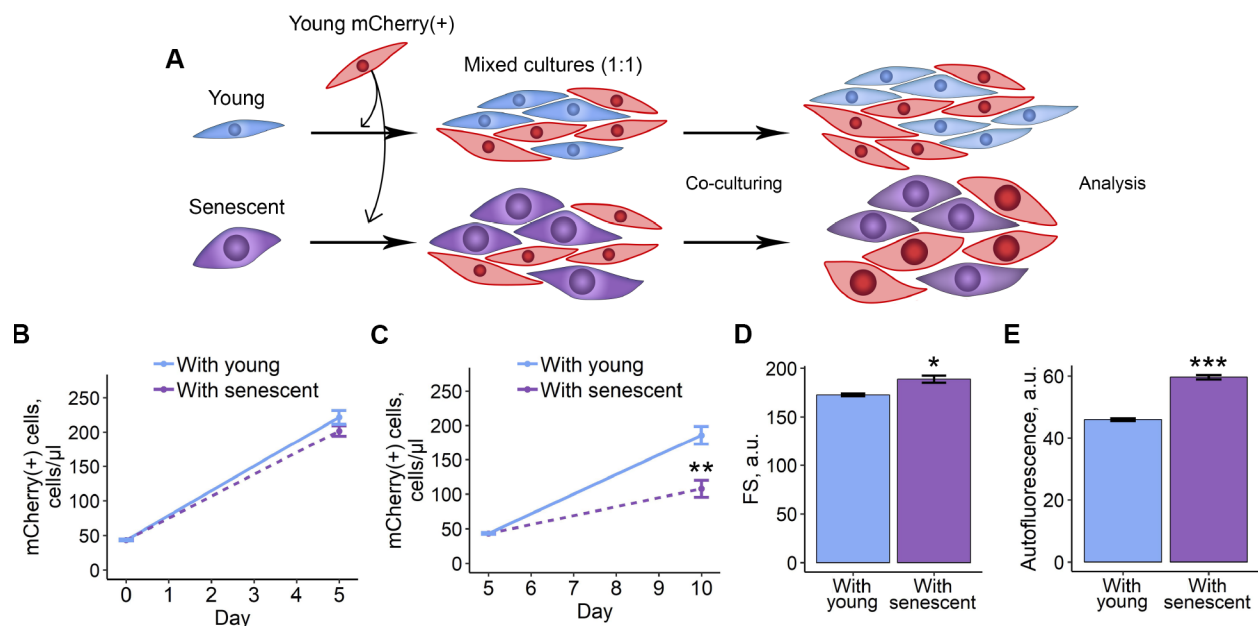 Young mCherry(+)
A
Mixed cultures (1:1)
Young
Co-culturing
Analysis
Senescent
B
With young
With senescent
mCherry(+) cells,
cells/µl
250
200
150
100
50
0
0 1 2 3 4 5
Day
C
With young
With senescent
mCherry(+) cells,
cells/µl
250
200
150
100
50
0
5 6 7 8 9 10
**
Day
D
*
FS, a.u.
200
150
100
50
0
With
young
With
senescent
E
***
Autofluorescence, a.u.
60
40
20
0
With
young
With
senescent